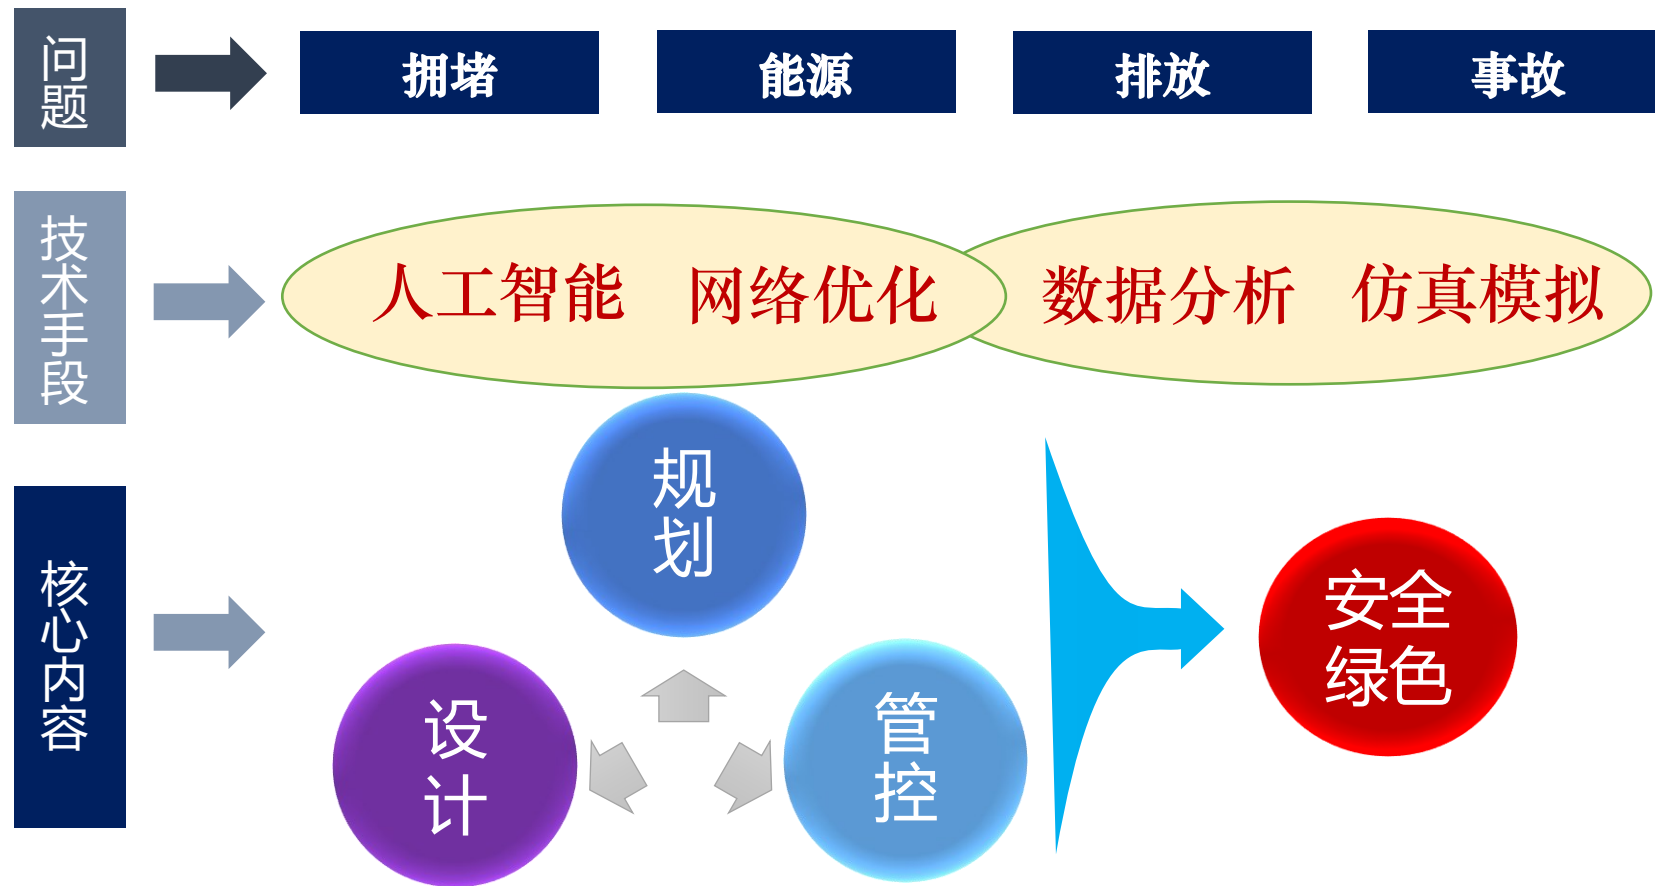 问题
拥堵
能源
排放
事故
技术手段
人工智能 网络优化
数据分析 仿真模拟
核心内容
规划
设计
管控
安全
绿色